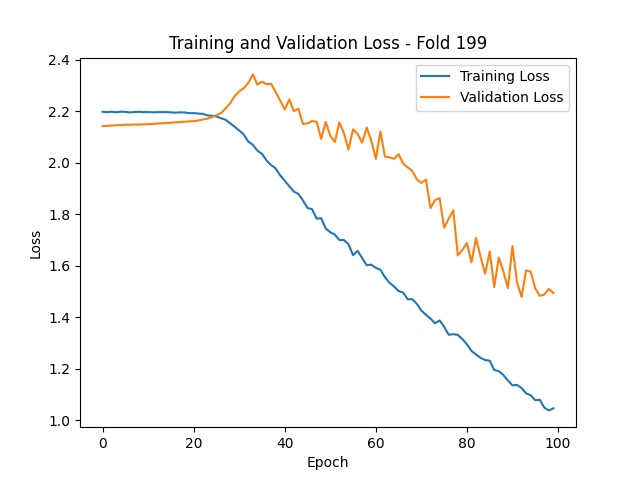 Training and Validation Loss - Fold 199
Training Loss
Validation Loss
Loss
2.4
2.2
2.0
1.8
1.6
1.4
1.2
1.0
0
20
40
60
80
100
Epoch